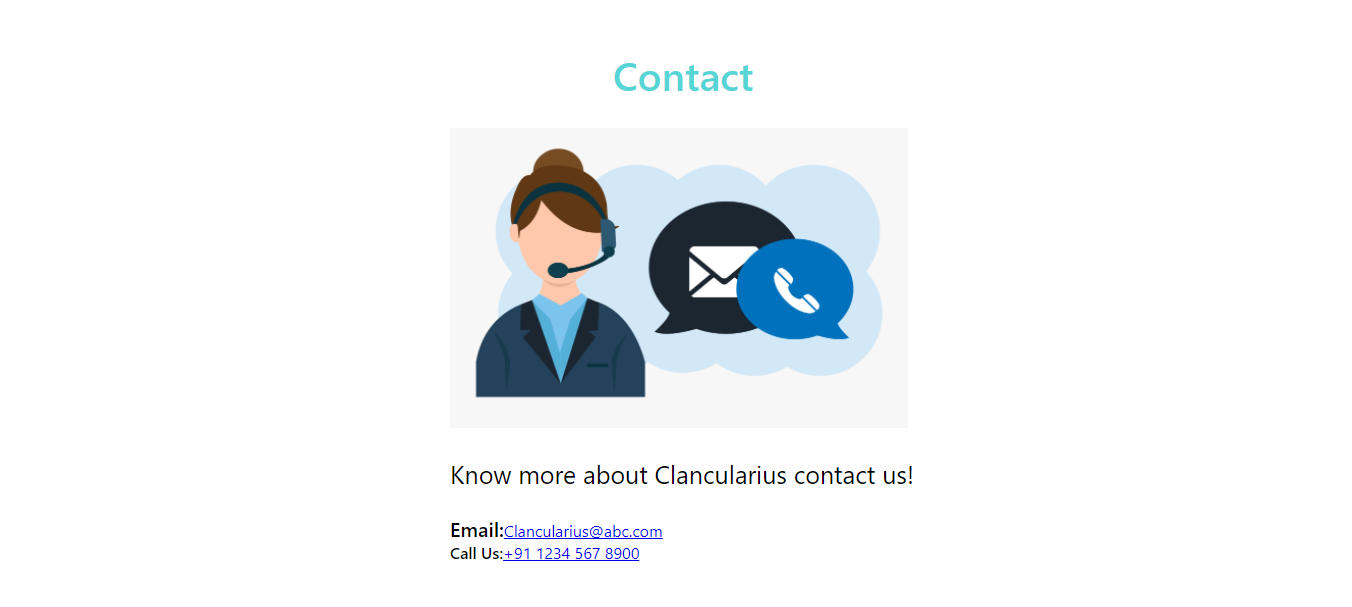 Contact
Know more about Clancularius contact us!
Email:Clancularius@abc.com
Call Us:+91 1234 567 8900